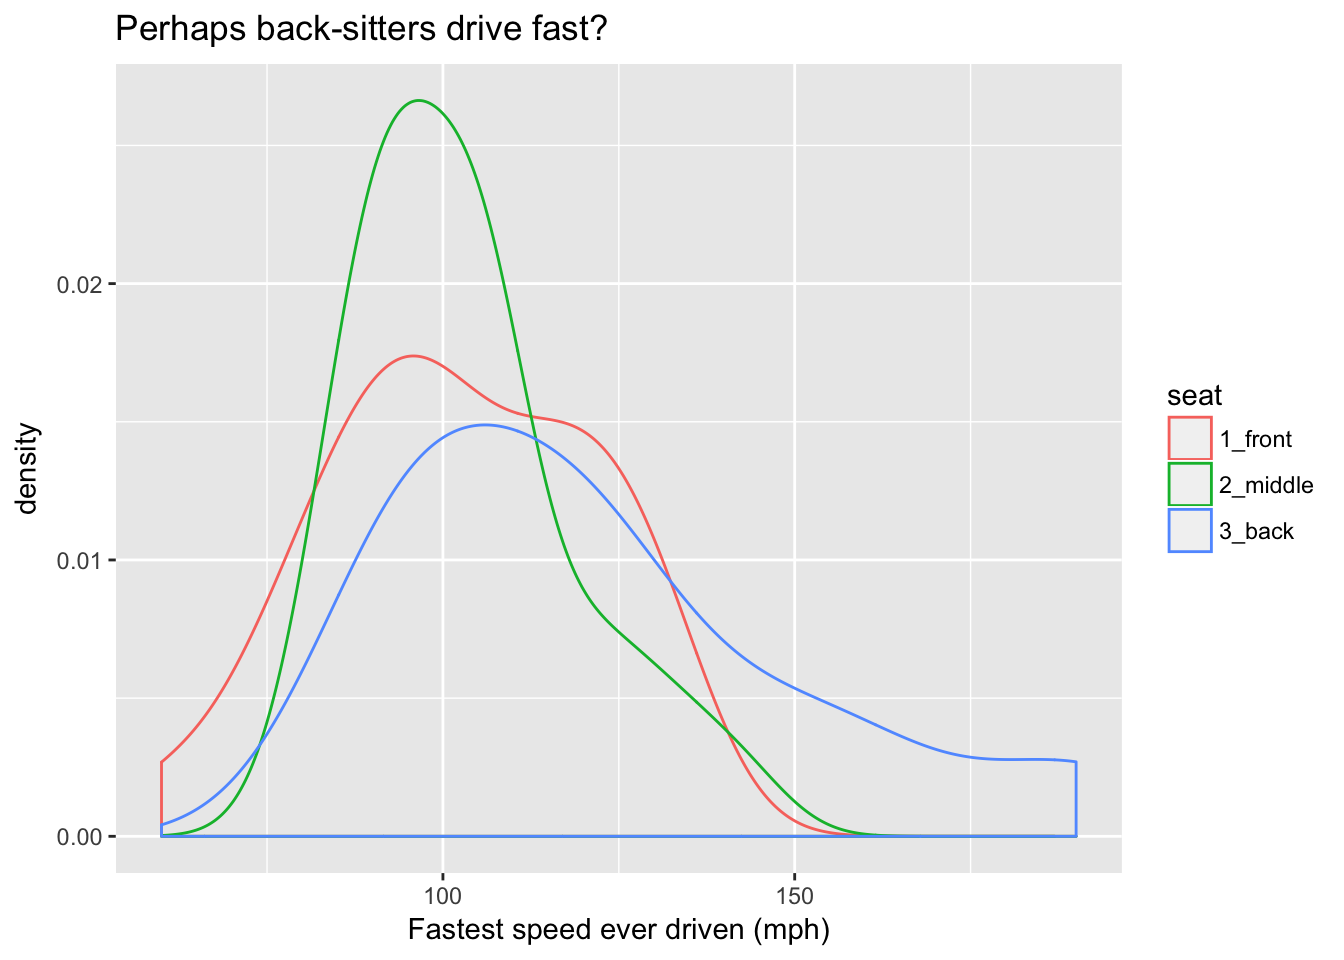 Perhaps back-sitters drive fast?
density
0.02
0.01
0.00
100
150
Fastest speed ever driven (mph)
seat
1_front
2_middle
3_back